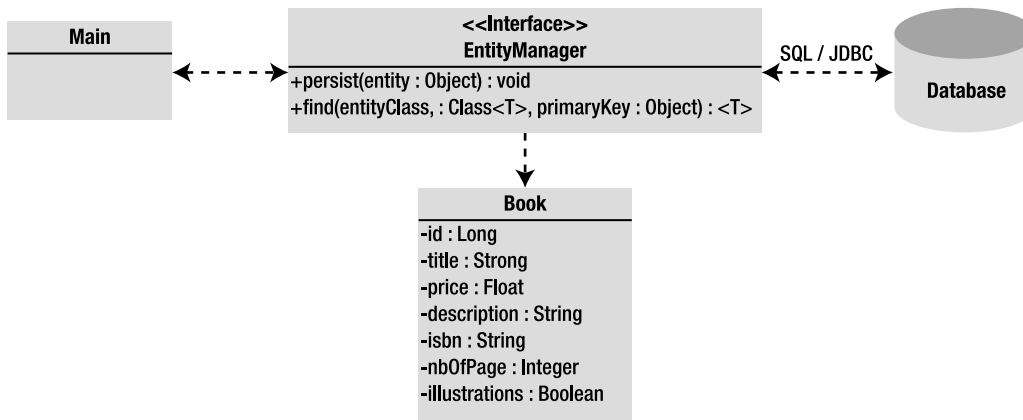 Main
<<Interface>>
EntityManager
+persist(entity : Object) : void
+find(entityClass, : Class<T>, primaryKey : Object) : <T>
SQL / JDBC
Database
Book
-id : Long
-title : Strong
-price : Float
-description : String
-isbn : String
-nbOfPage : Integer
-illustrations : Boolean